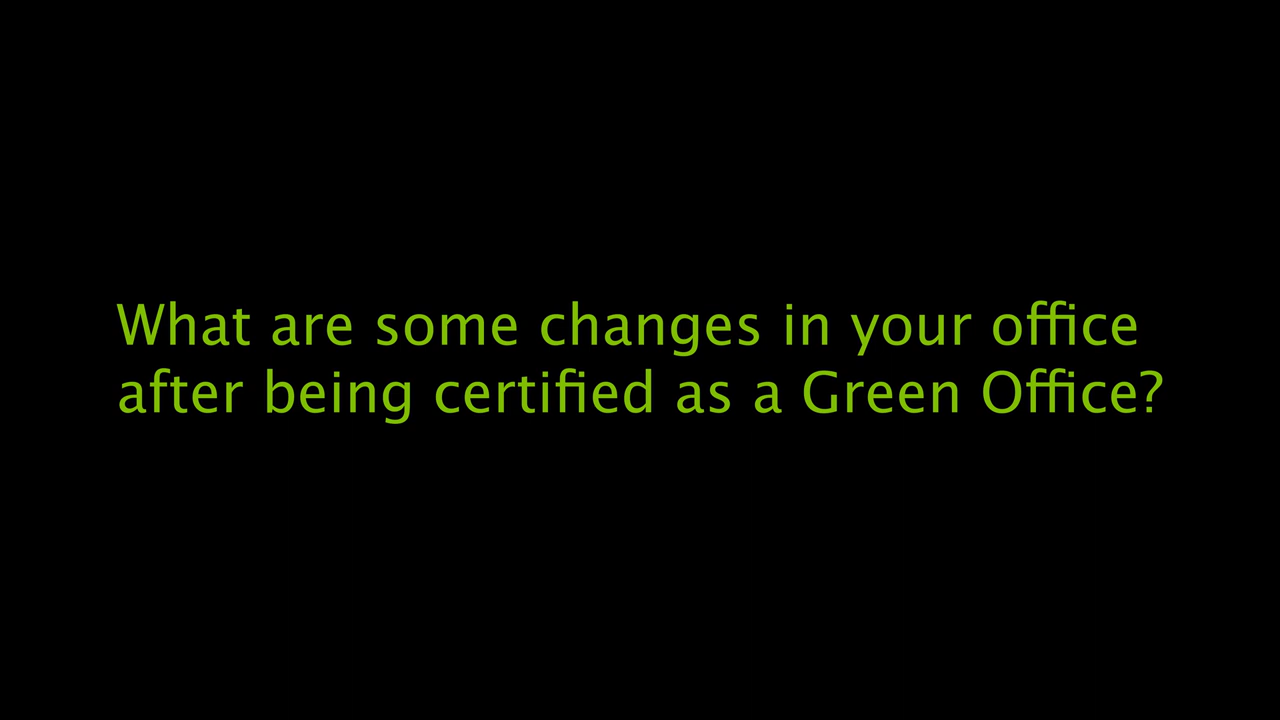 What are some changes in your office
after being certified as a Green Office?